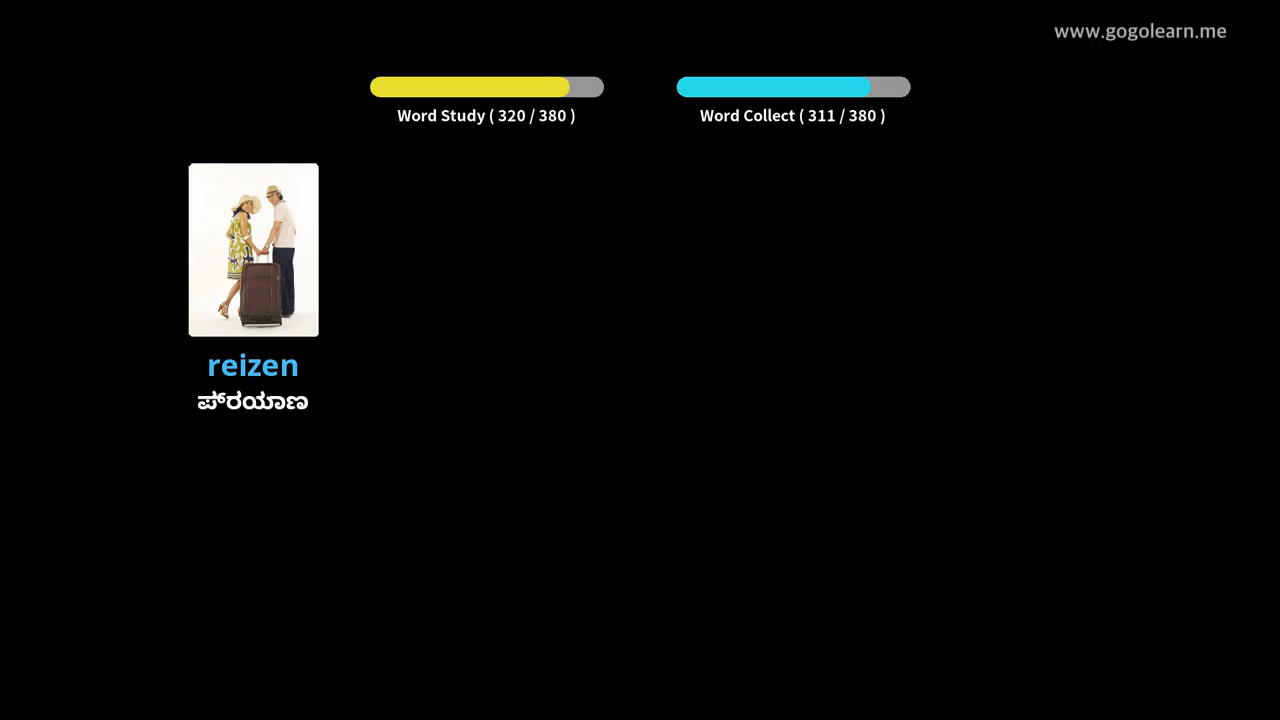 www.gogolearn.me
Word Study ( 320 / 380 )
Word Collect ( 311 / 380 )
reizen
ಪ್ರಯಾಣ